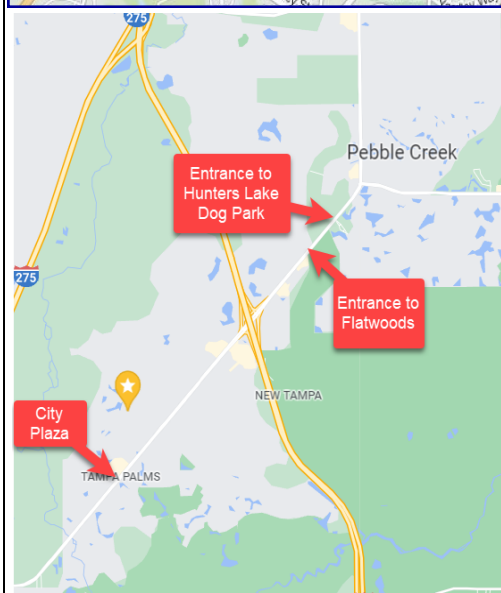 275
Pebble Creek
Entrance to
Hunters Lake
Dog Park
275
Entrance to
Flatwoods
NEW TAMPA
City
Plaza
TAMPA PALMS